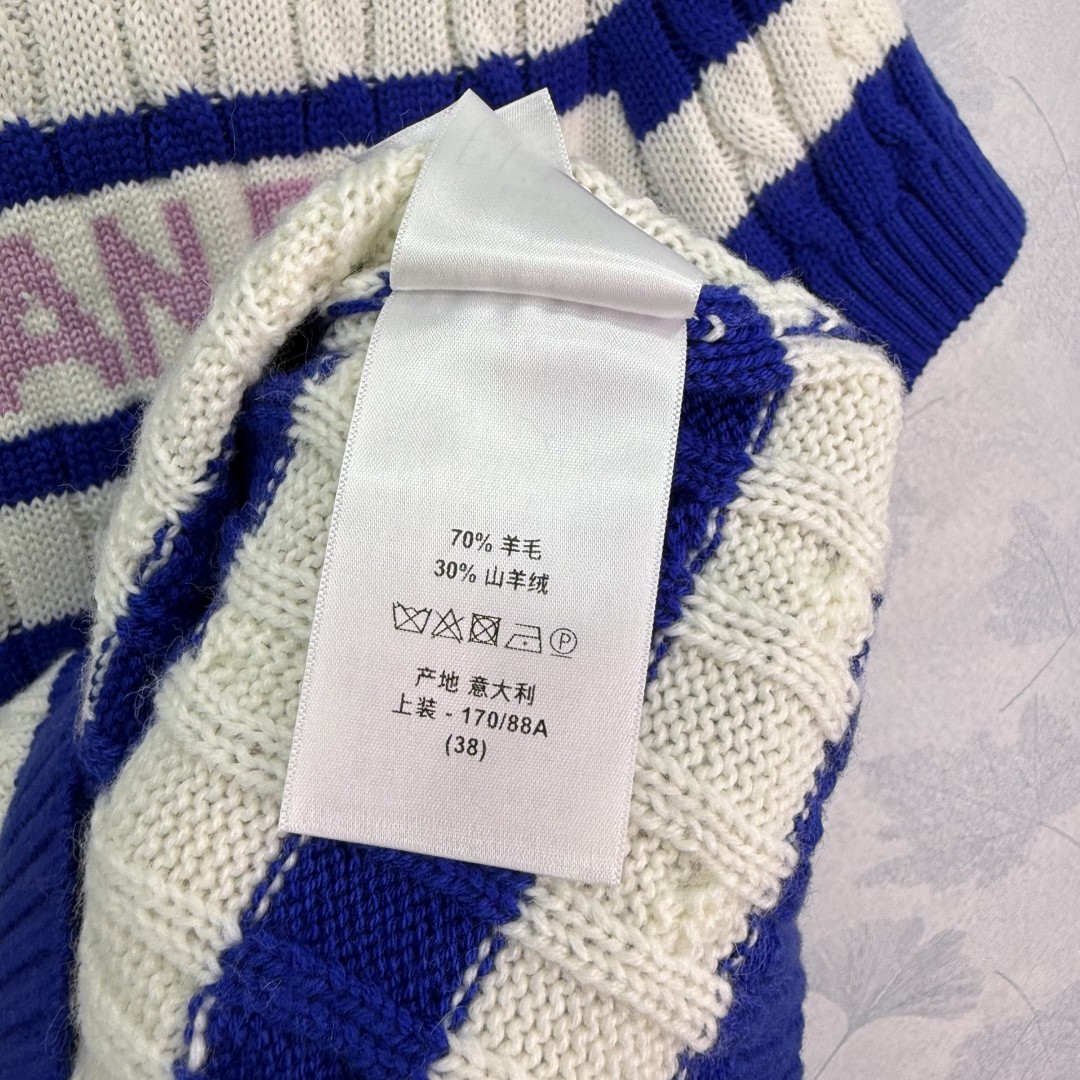 AN
70% 羊毛
30% 山羊绒
P
产地 意大利
上装 - 170/88A
(38)